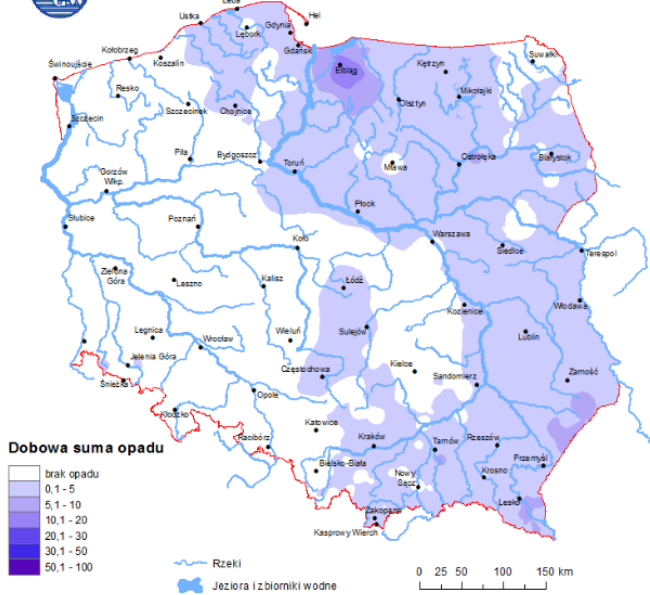 Łeba
Hel
Ustka
Gdynia
Lębork
Gdańsk
Kołobrzeg
Koszalin
Świnoujście
Resko
Szczecin
Szczecinek
Chojnice
Elbląg
Kętrzyn
Suwałki
Olsztyn
Mikołajki
Piła
Bydgoszcz
Toruń
Mława
Ostrołęka
Białystok
Gorzów
Wlkp.
Płock
Słubice
Poznań
Koło
Warszawa
Siedlce
Terespol
Zielona
Góra
Leszno
Kalisz
Łódź
Kozienice
Włodawa
Legnica
Wrocław
Wieluń
Sulejów
Lublin
Jelenia Góra
Śnieżka
Częstochowa
Kielce
Sandomierz
Zamość
Kłodzko
Opole
Racibórz
Katowice
Kraków
Tarnów
Rzeszów
Przemyśl
Bielsko-Biała
Nowy
Sącz
Krosno
Lesko
Zakopane
Kasprowy Wierch
Dobowa suma opadu
brak opadu
0,1 - 5
5,1 - 10
10,1 - 20
20,1 - 30
30,1 - 50
50,1 - 100
Rzeki
Jeziora i zbiorniki wodne
0 25 50 100 150 km